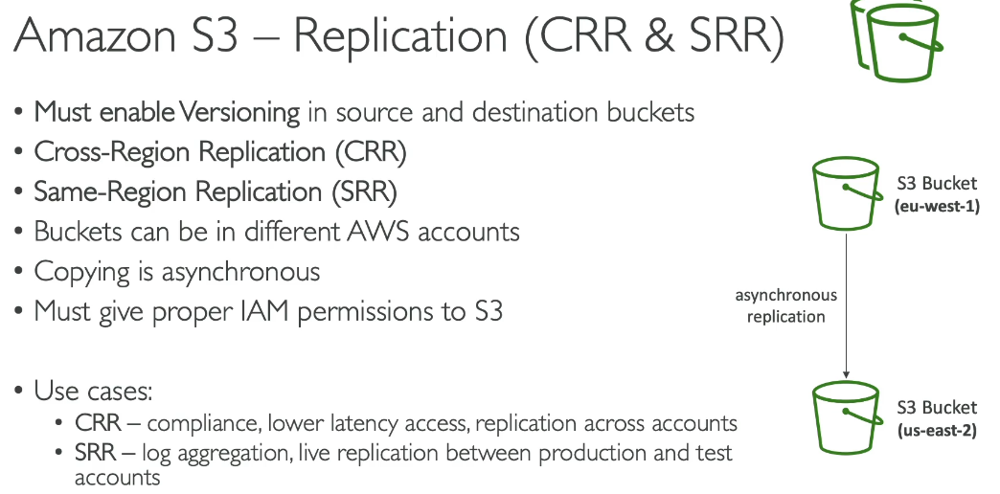 Amazon S3 – Replication (CRR & SRR)
• Must enable Versioning in source and destination buckets
• Cross-Region Replication (CRR)
• Same-Region Replication (SRR)
• Buckets can be in different AWS accounts
• Copying is asynchronous
• Must give proper IAM permissions to S3
• Use cases:
• CRR – compliance, lower latency access, replication across accounts
• SRR – log aggregation, live replication between production and test
accounts
S3 Bucket
(eu-west-1)
asynchronous
replication
S3 Bucket
(us-east-2)